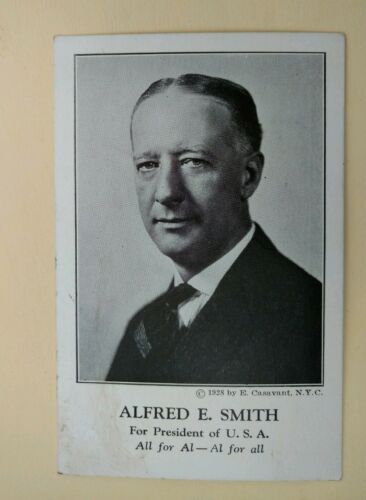 © 1928 by E. Casavant, N.Y.C.
ALFRED E. SMITH
For President of U. S. A.
All for Al — Al for all